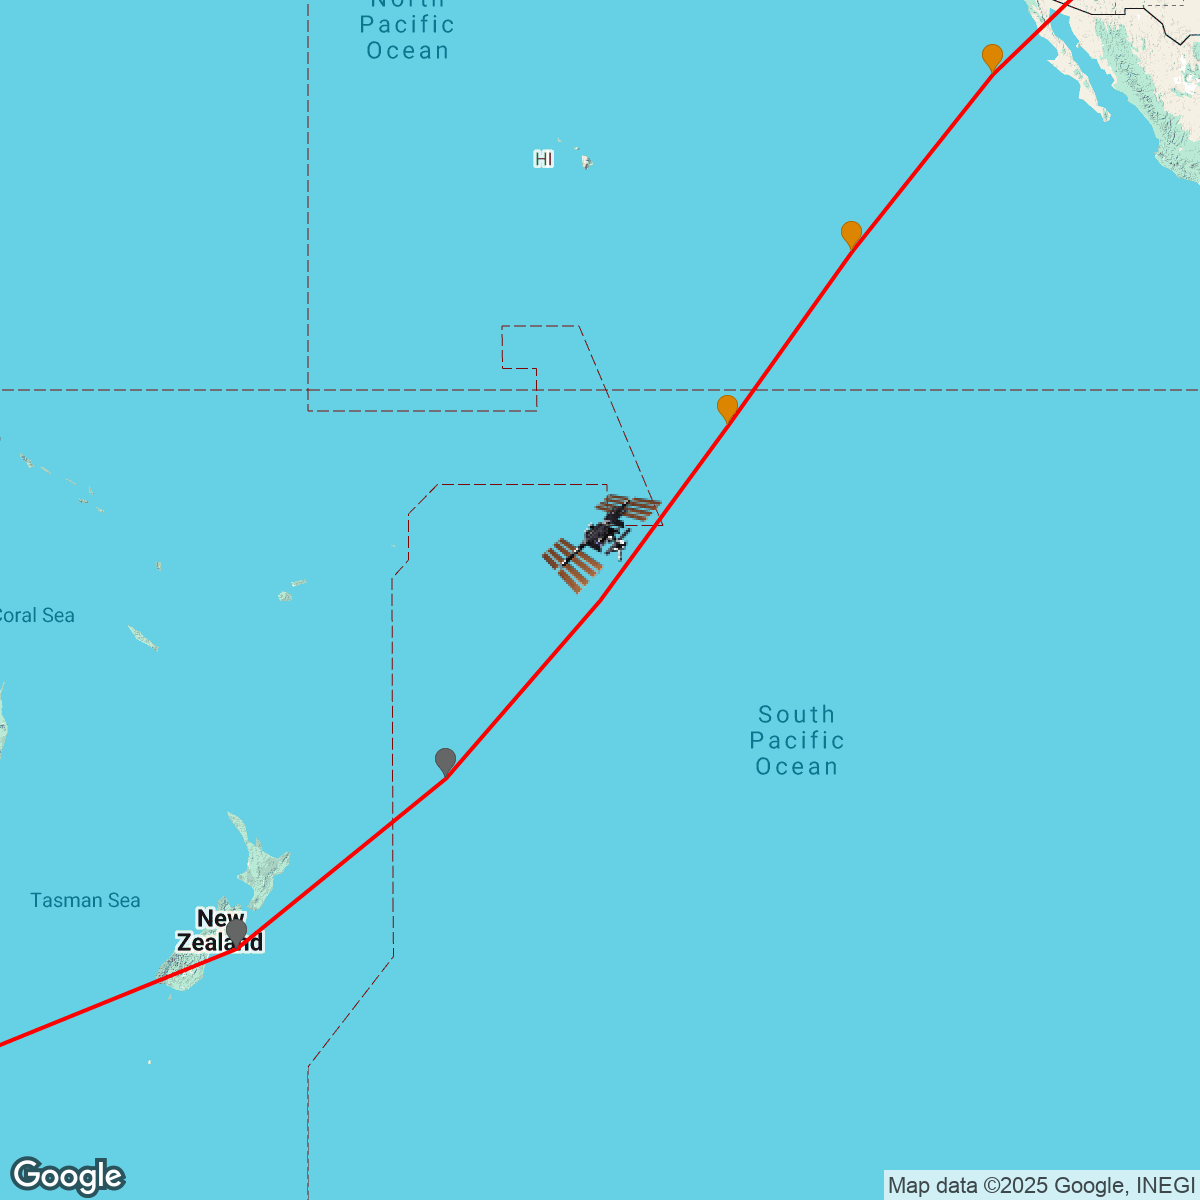 North
Pacific
Ocean
HI
Coral Sea
South
Pacific
Ocean
Tasman Sea
New
Zealand
Google
Map data ©2025 Google, INEGI